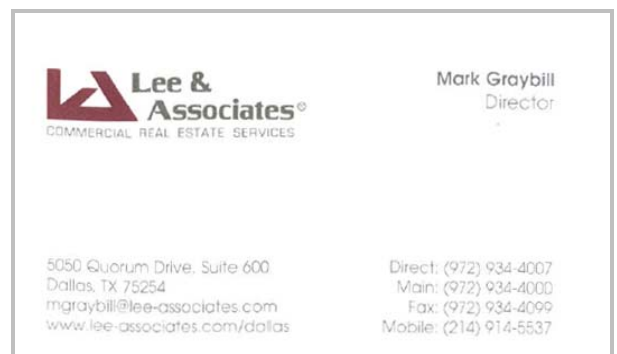 Lee &
Associates®
COMMERCIAL REAL ESTATE SERVICES
Mark Graybill
Director
5050 Quorum Drive, Suite 600
Dallas, TX 75254
mgraybill@lee-associates.com
www.lee-associates.com/dallas
Direct: (972) 934-4007
Main: (972) 934-4000
Fax: (972) 934-4099
Mobile: (214) 914-5537